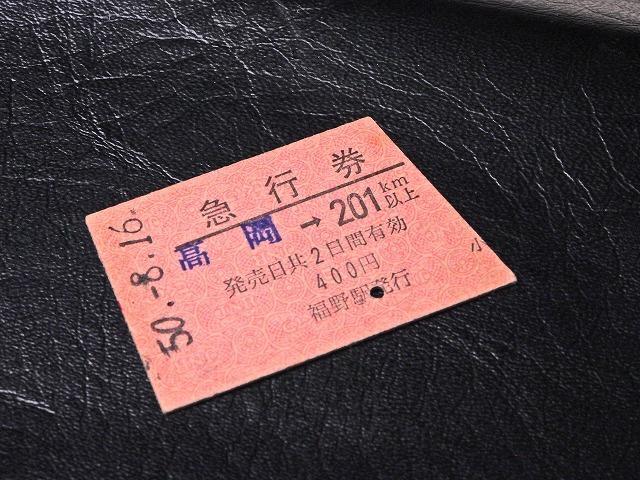 50.-8.16
急行券
高岡→201km以上
発売日共2日間有効
400円
福野駅発行
小